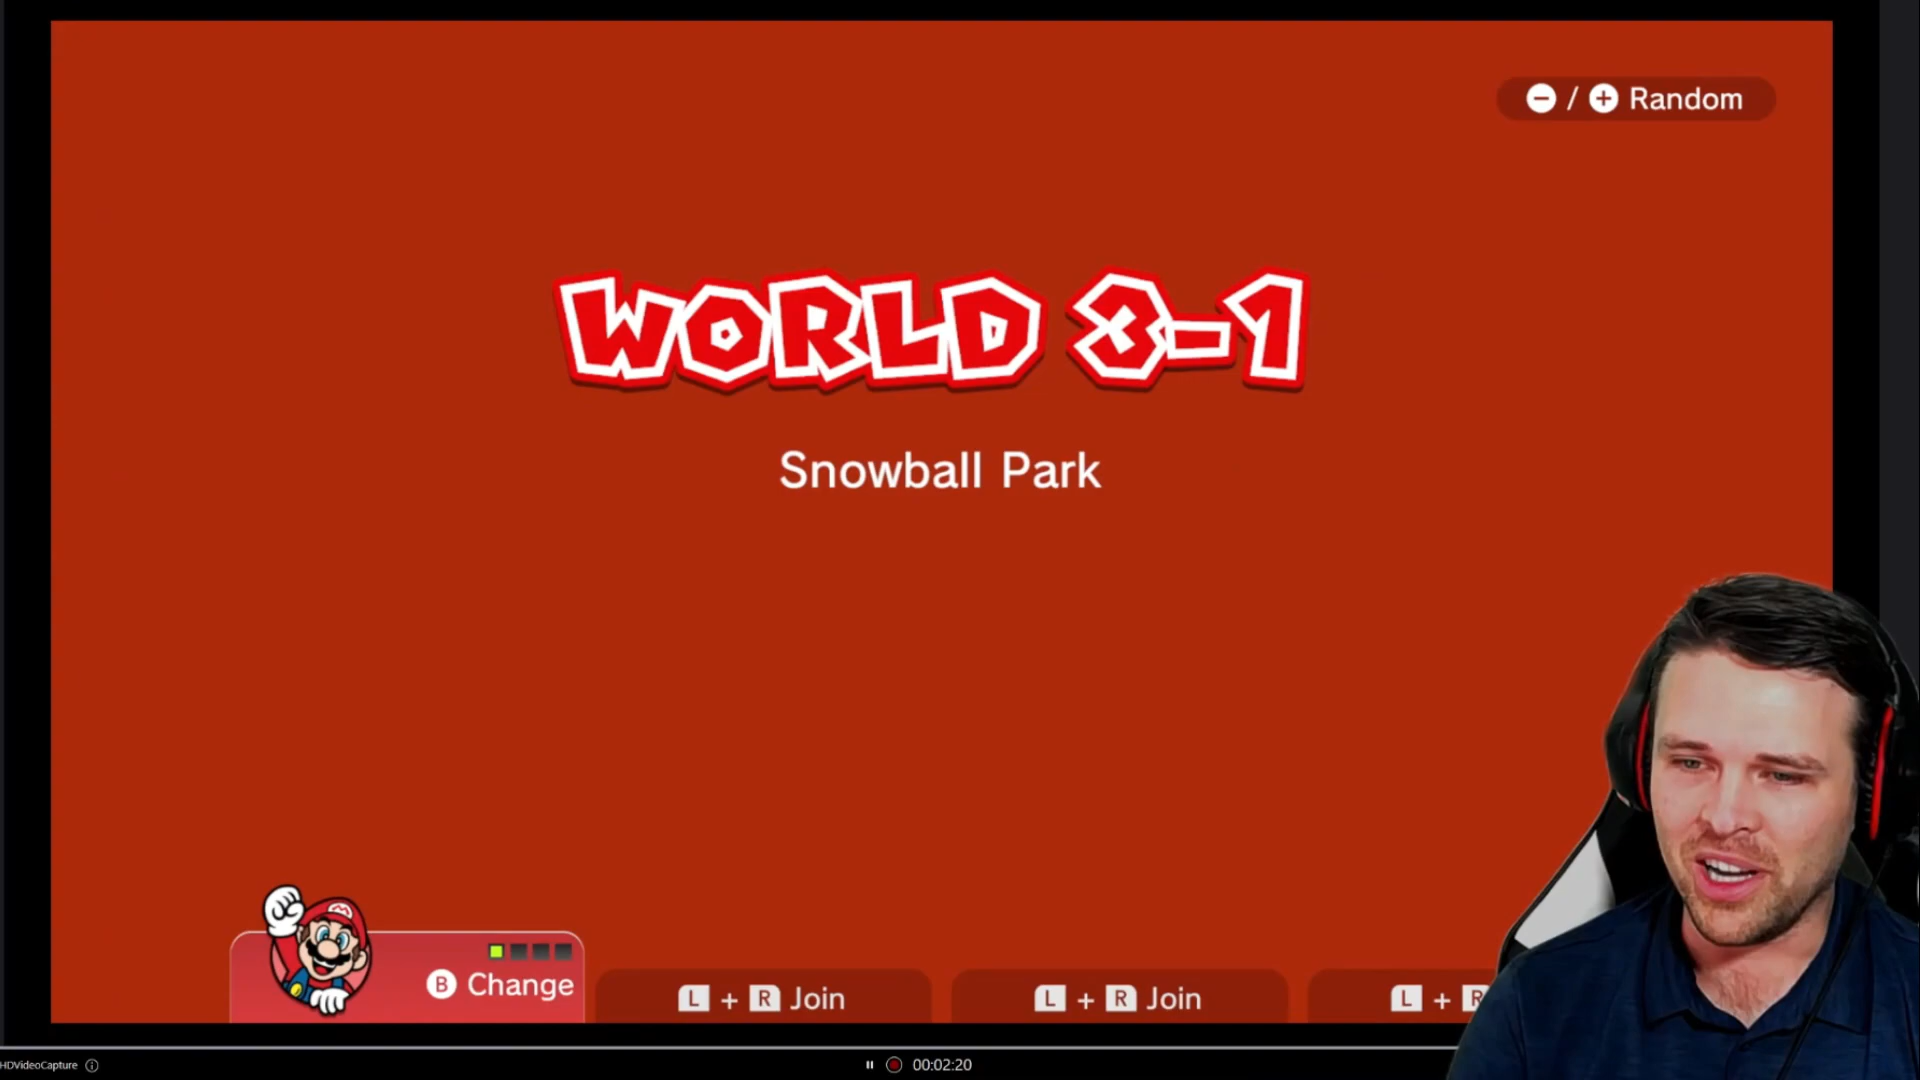 − / + Random
WORLD 3-1
Snowball Park
B Change
L + R Join
L + R Join
L + R
HDVideoCapture
00:02:20